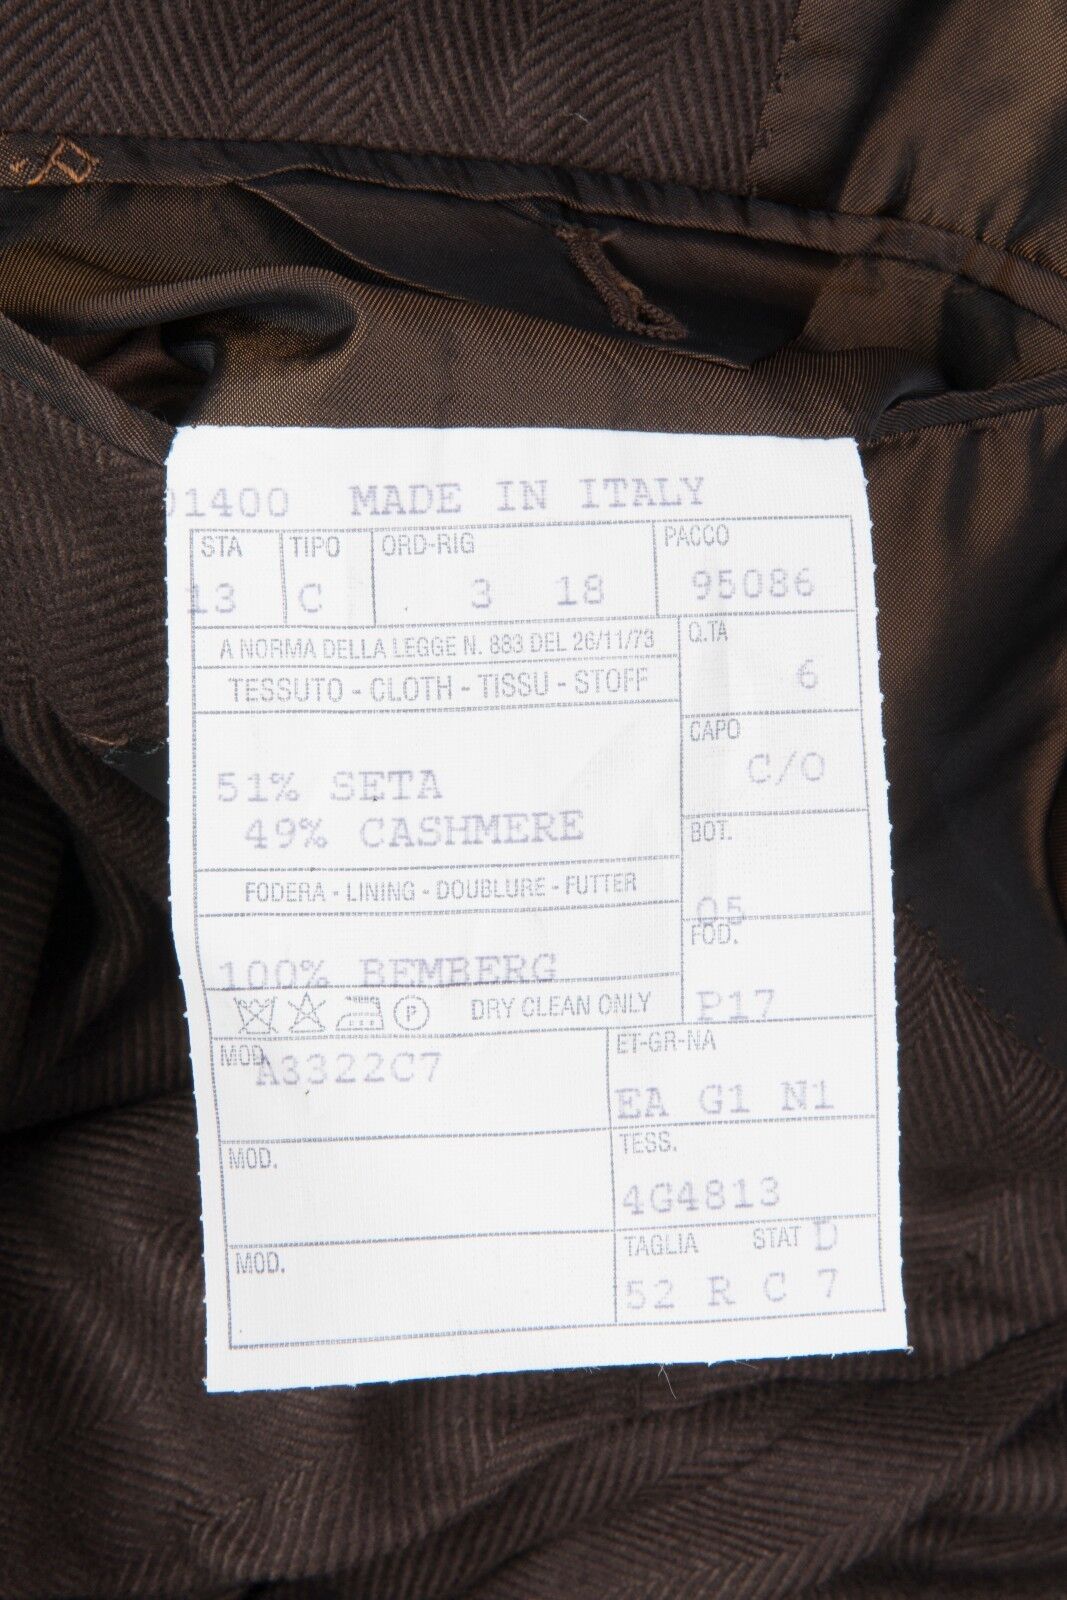 01400 MADE IN ITALY
STA TIPO ORD-RIG PACCO
13 C . 3 18 95086
A NORMA DELLA LEGGE N. 883 DEL 26/11/73
Q.TA
6
TESSUTO - CLOTH - TISSU - STOFF
CAPO
C/O
51% SETA
49% CASHMERE
BOT.
05
FODERA - LINING - DOUBLURE - FUTTER
FOD.
P17
100% BEMBERG
P DRY CLEAN ONLY
MOD. A3322C7
ET-GR-NA
EA G1 N1
MOD.
TESS.
4G4813
MOD.
TAGLIA STAT D
52 R C 7